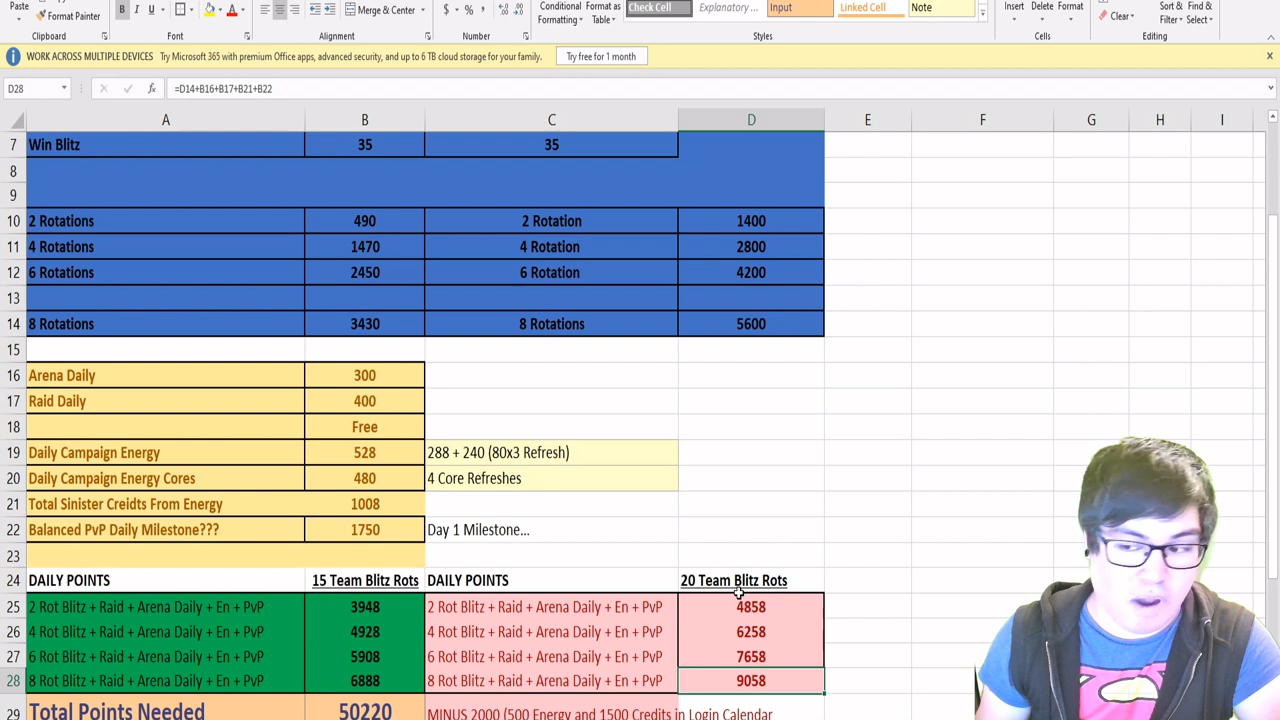 Paste
Format Painter
B I U
A
Merge & Center
$ % ,
Conditional Formatting
Format as Table
Check Cell
Explanatory ...
Input
Linked Cell
Note
Insert
Delete
Format
Clear
Sort & Filter
Find & Select
Clipboard
Font
Alignment
Number
Styles
Cells
Editing
WORK ACROSS MULTIPLE DEVICES Try Microsoft 365 with premium Office apps, advanced security, and up to 6 TB cloud storage for your family. Try free for 1 month
D28 fx =D14+B16+B17+B21+B22
A B C D E F G H I
7 Win Blitz 35 35
8
9
10 2 Rotations 490 2 Rotation 1400
11 4 Rotations 1470 4 Rotation 2800
12 6 Rotations 2450 6 Rotation 4200
13
14 8 Rotations 3430 8 Rotations 5600
15
16 Arena Daily 300
17 Raid Daily 400
18 Free
19 Daily Campaign Energy 528 288 + 240 (80x3 Refresh)
20 Daily Campaign Energy Cores 480 4 Core Refreshes
21 Total Sinister Creidts From Energy 1008
22 Balanced PvP Daily Milestone??? 1750 Day 1 Milestone...
23
24 DAILY POINTS 15 Team Blitz Rots DAILY POINTS 20 Team Blitz Rots
25 2 Rot Blitz + Raid + Arena Daily + En + PvP 3948 2 Rot Blitz + Raid + Arena Daily + En + PvP 4858
26 4 Rot Blitz + Raid + Arena Daily + En + PvP 4928 4 Rot Blitz + Raid + Arena Daily + En + PvP 6258
27 6 Rot Blitz + Raid + Arena Daily + En + PvP 5908 6 Rot Blitz + Raid + Arena Daily + En + PvP 7658
28 8 Rot Blitz + Raid + Arena Daily + En + PvP 6888 8 Rot Blitz + Raid + Arena Daily + En + PvP 9058
29 Total Points Needed 50220 MINUS 2000 (500 Energy and 1500 Credits in Login Calendar